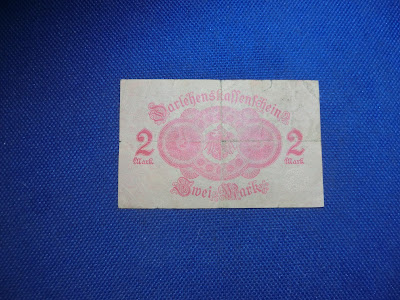 Darlehenskassenschein
2 2
Mark Mark
Zwei Mark